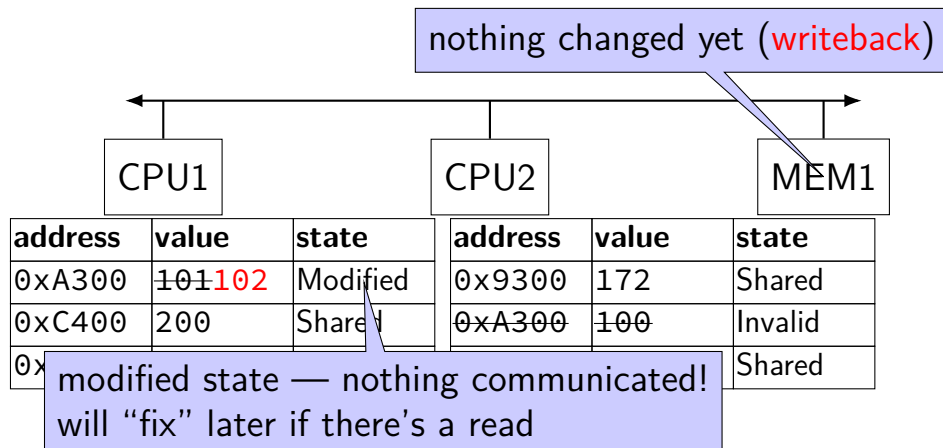 nothing changed yet (writeback)
CPU1 CPU2 MEM1
address value state address value state
0xA300 101102 Modified 0x9300 172 Shared
0xC400 200 Shared 0xA300 100 Invalid
Shared
modified state — nothing communicated!
will “fix” later if there’s a read